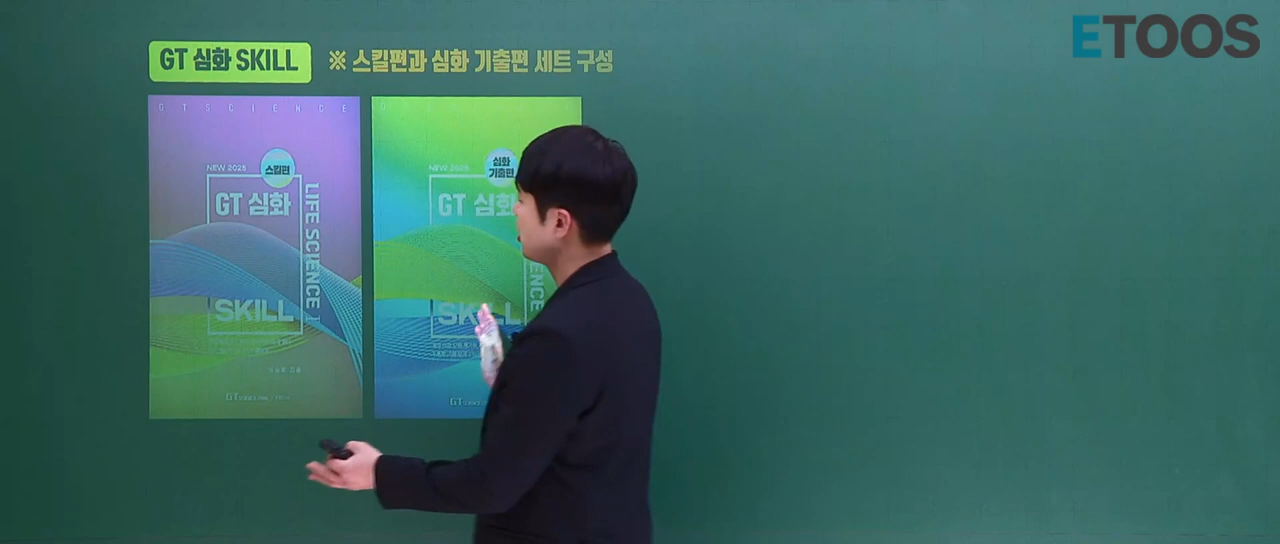 ETOOS
GT 심화 SKILL ※ 스킬편과 심화 기출편 세트 구성
G T S C I E N C E
NEW 2025
스킬편
GT 심화
LIFE SCIENCE I
SKILL
GT
심화
기출편
GT 심화
SKILL
GT